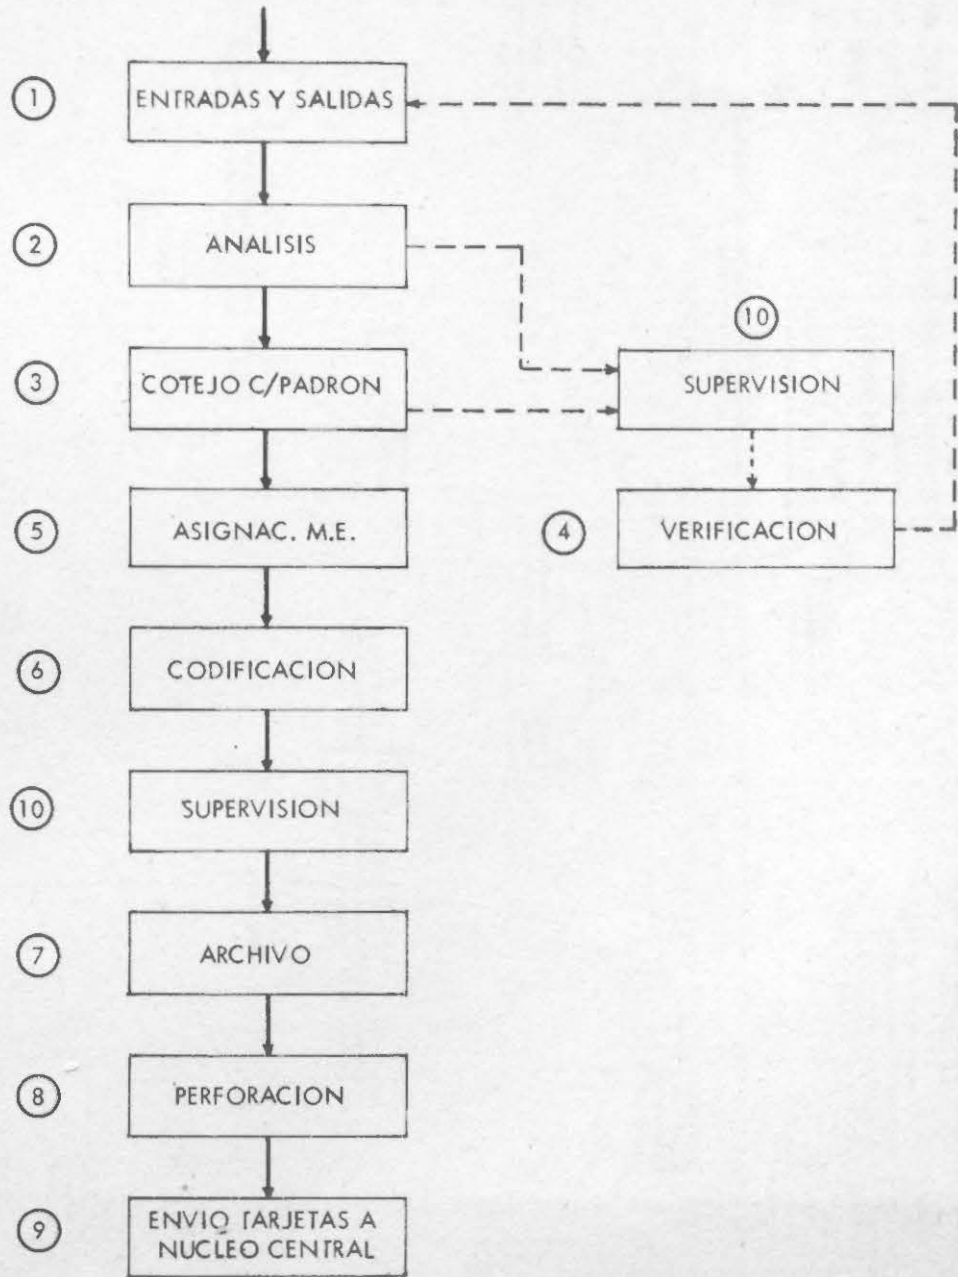 1
ENTRADAS Y SALIDAS
2
ANALISIS
10
3
COTEJO C/PADRON
SUPERVISION
5
ASIGNAC. M.E.
4
VERIFICACION
6
CODIFICACION
10
SUPERVISION
7
ARCHIVO
8
PERFORACION
9
ENVIO TARJETAS A
NUCLEO CENTRAL